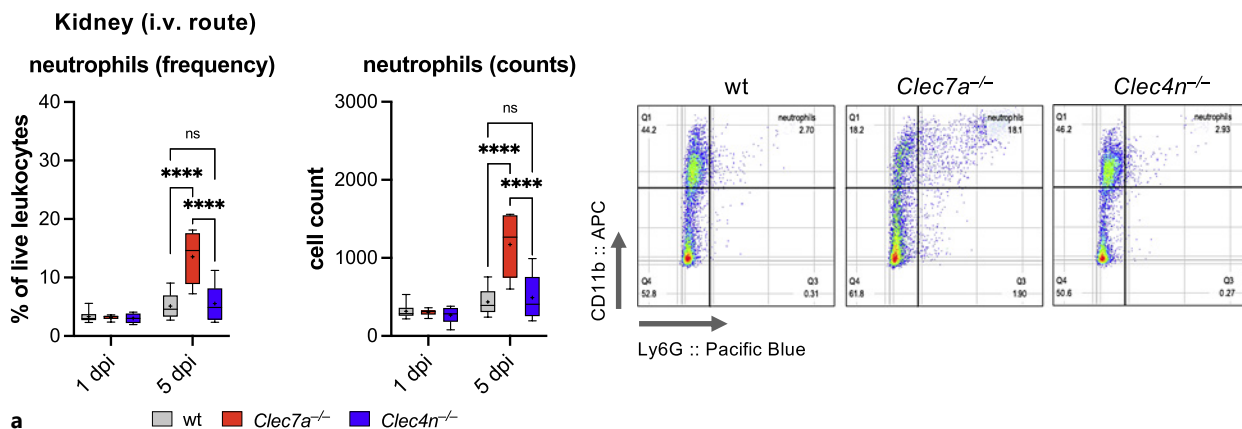 Kidney (i.v. route)
neutrophils (frequency)
% of live leukocytes
40
30
20
10
0
ns
****
****
1 dpi
5 dpi
neutrophils (counts)
cell count
3000
2000
1000
0
ns
****
****
1 dpi
5 dpi
a
wt
Clec7a–/–
Clec4n–/–
wt
Q1
44.2
neutrophils
2.70
Q4
52.8
Q3
0.31
Clec7a–/–
Q1
18.2
neutrophils
18.1
Q4
61.8
Q3
1.90
Clec4n–/–
Q1
46.2
neutrophils
2.93
Q4
50.6
Q3
0.27
CD11b :: APC
Ly6G :: Pacific Blue